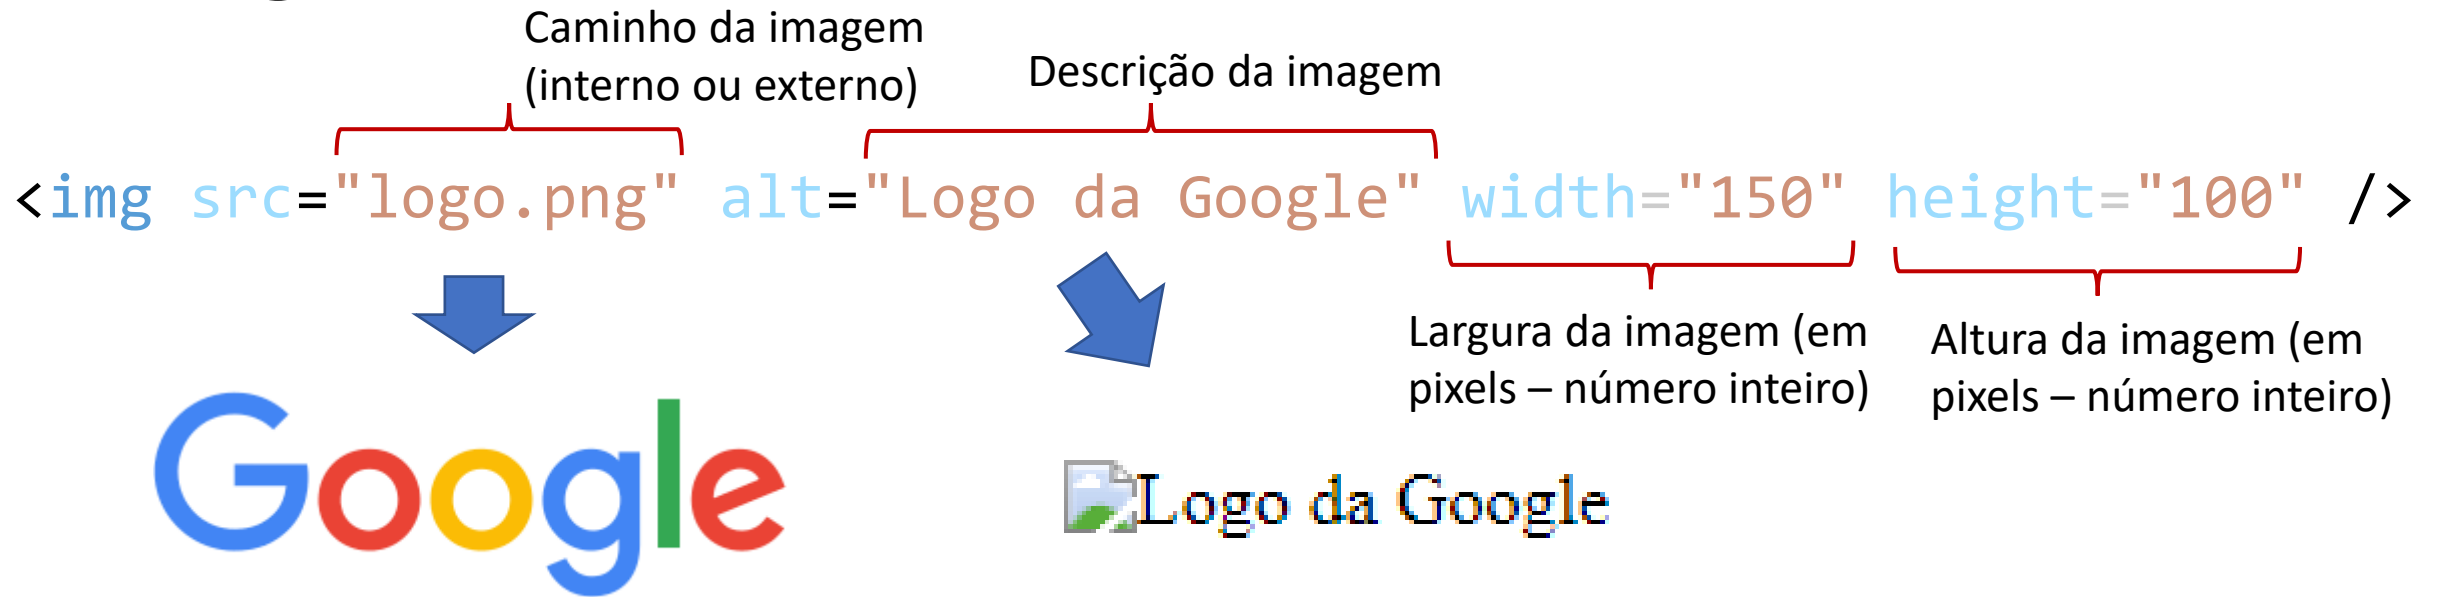 Caminho da imagem
(interno ou externo)
Descrição da imagem
<img src="logo.png" alt="Logo da Google" width="150" height="100" />
Largura da imagem (em
pixels – número inteiro)
Altura da imagem (em
pixels – número inteiro)
Google
Logo da Google